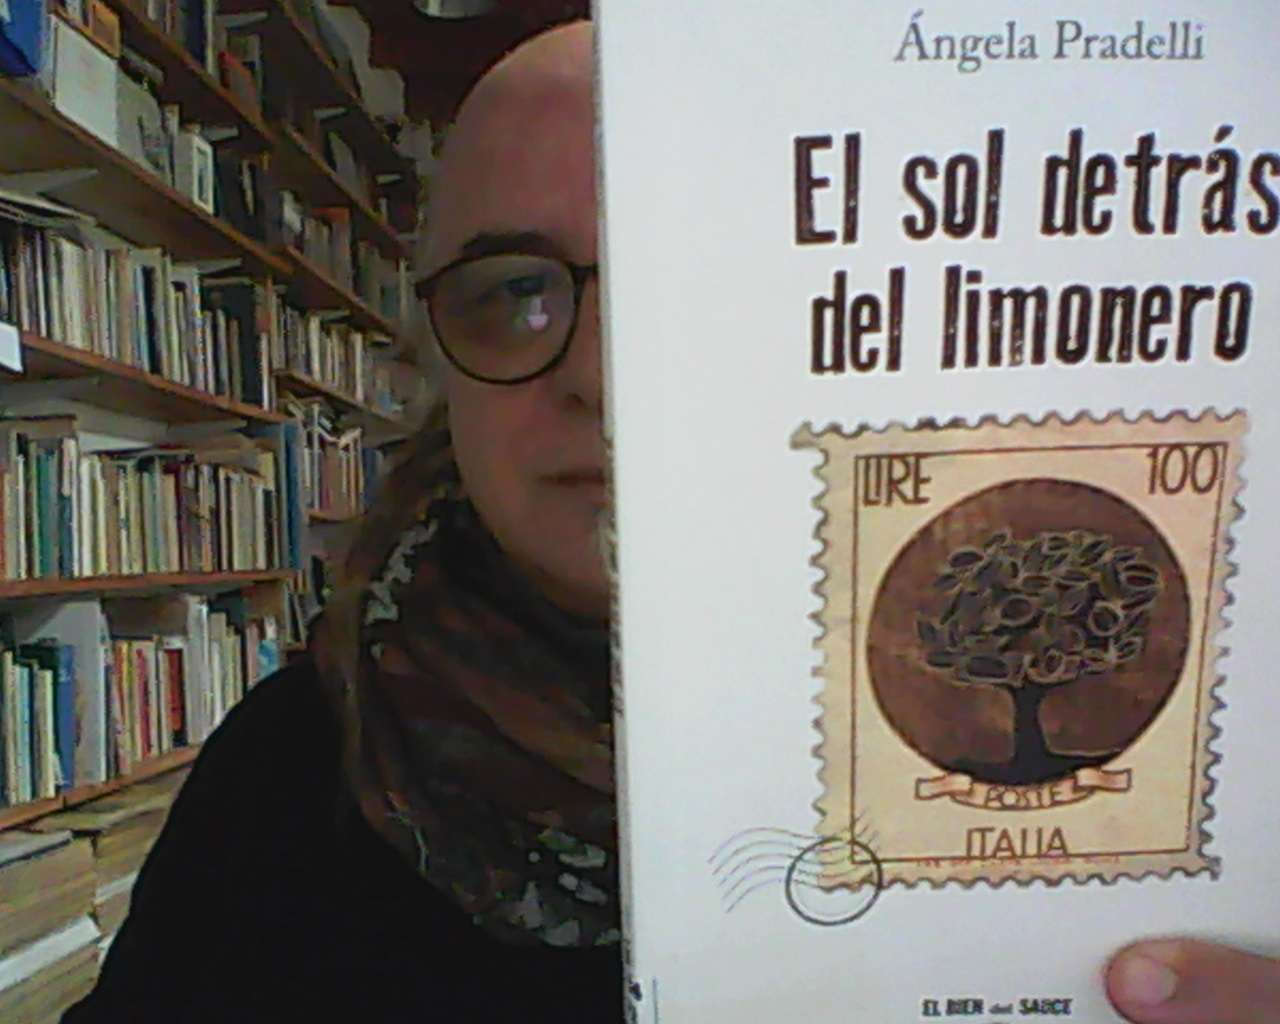 Ángela Pradelli
El sol detrás
del limonero
LIRE 100
POSTE
ITALIA
EL BIEN del SAUCE